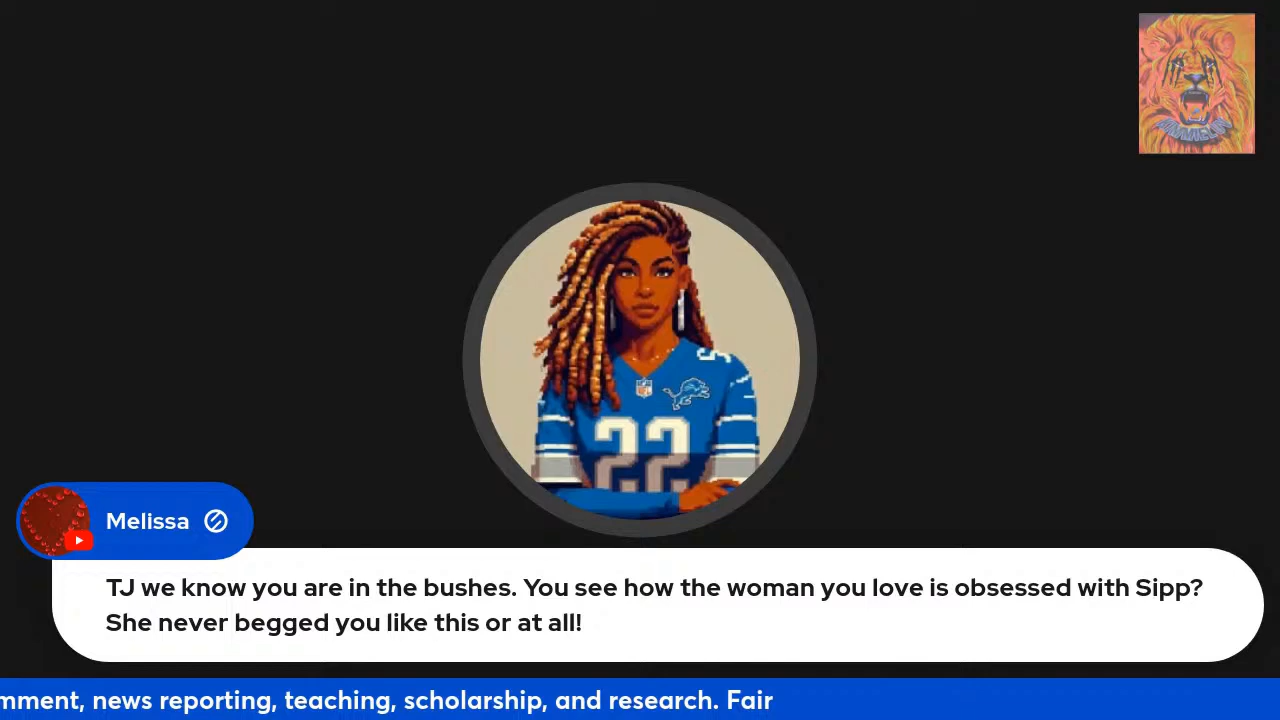 22
Melissa
TJ we know you are in the bushes. You see how the woman you love is obsessed with Sipp?
She never begged you like this or at all!
mment, news reporting, teaching, scholarship, and research. Fair